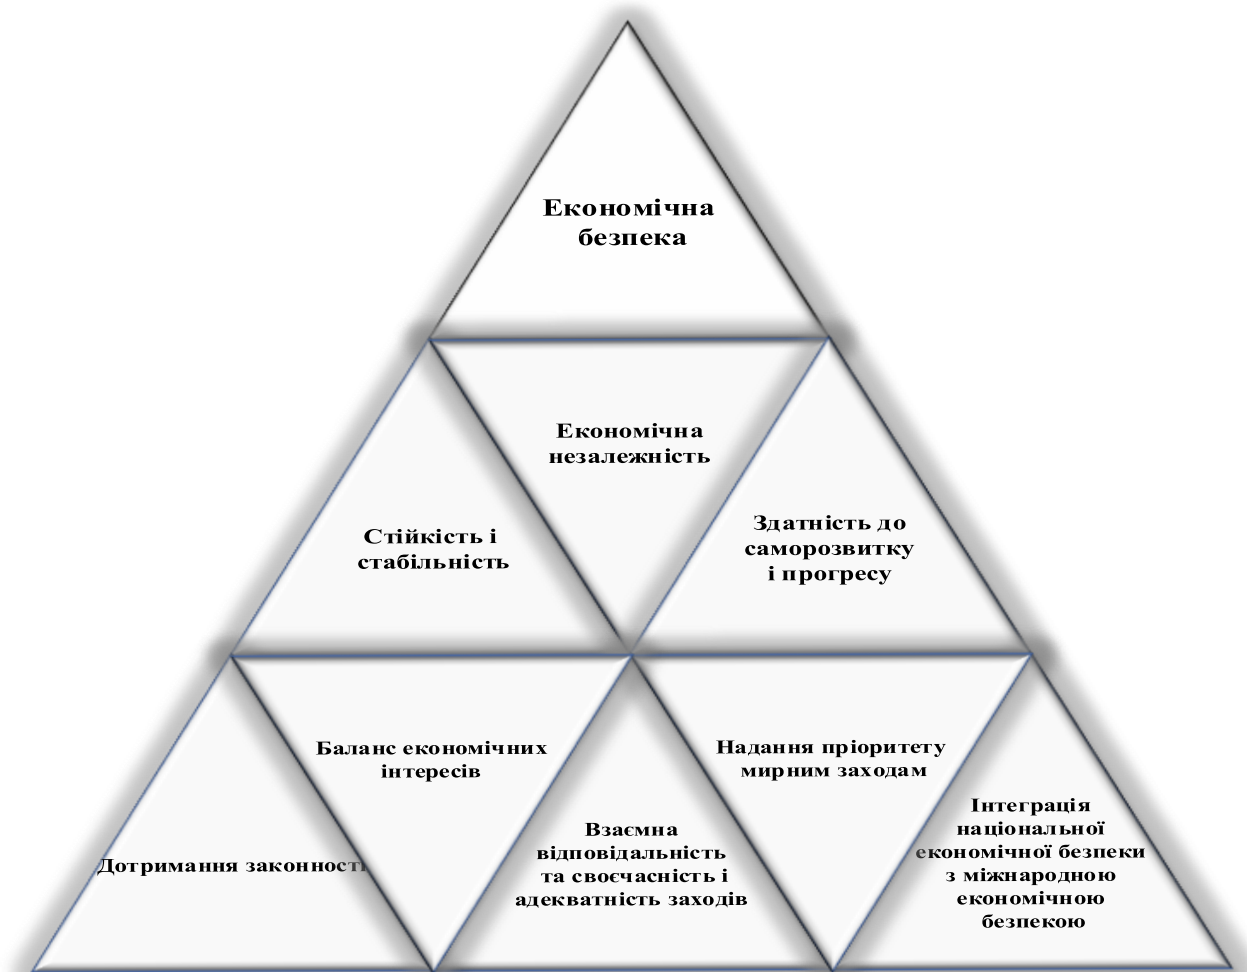 Економічна
безпека
Економічна
незалежність
Стійкість і
стабільність
Здатність до
саморозвитку
і прогресу
Баланс економічних
інтересів
Надання пріоритету
мирним заходам
Дотримання законності
Взаємна
відповідальність
та своєчасність і
адекватність заходів
Інтеграція
національної
економічної безпеки
з міжнародною
економічною
безпекою